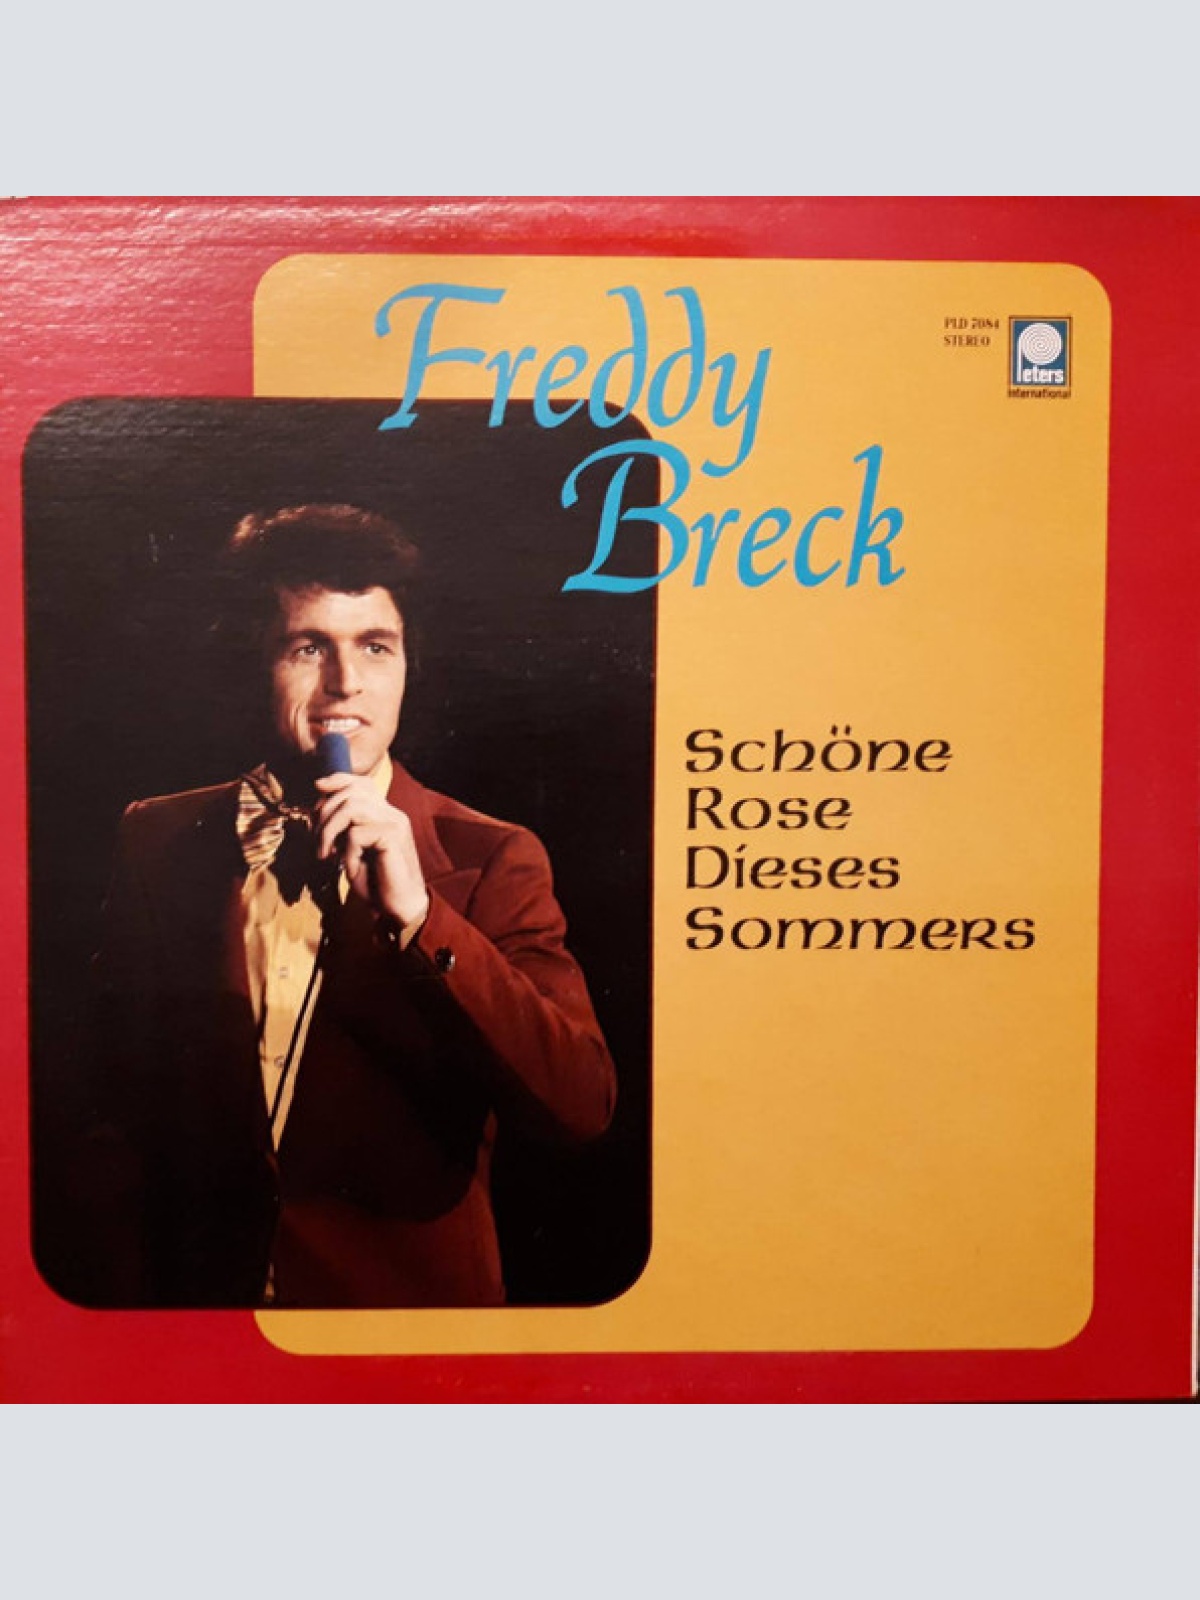 Freddy
Breck
PLD 7084
STEREO
Peters
International
Schöne
Rose
Dieses
Sommers